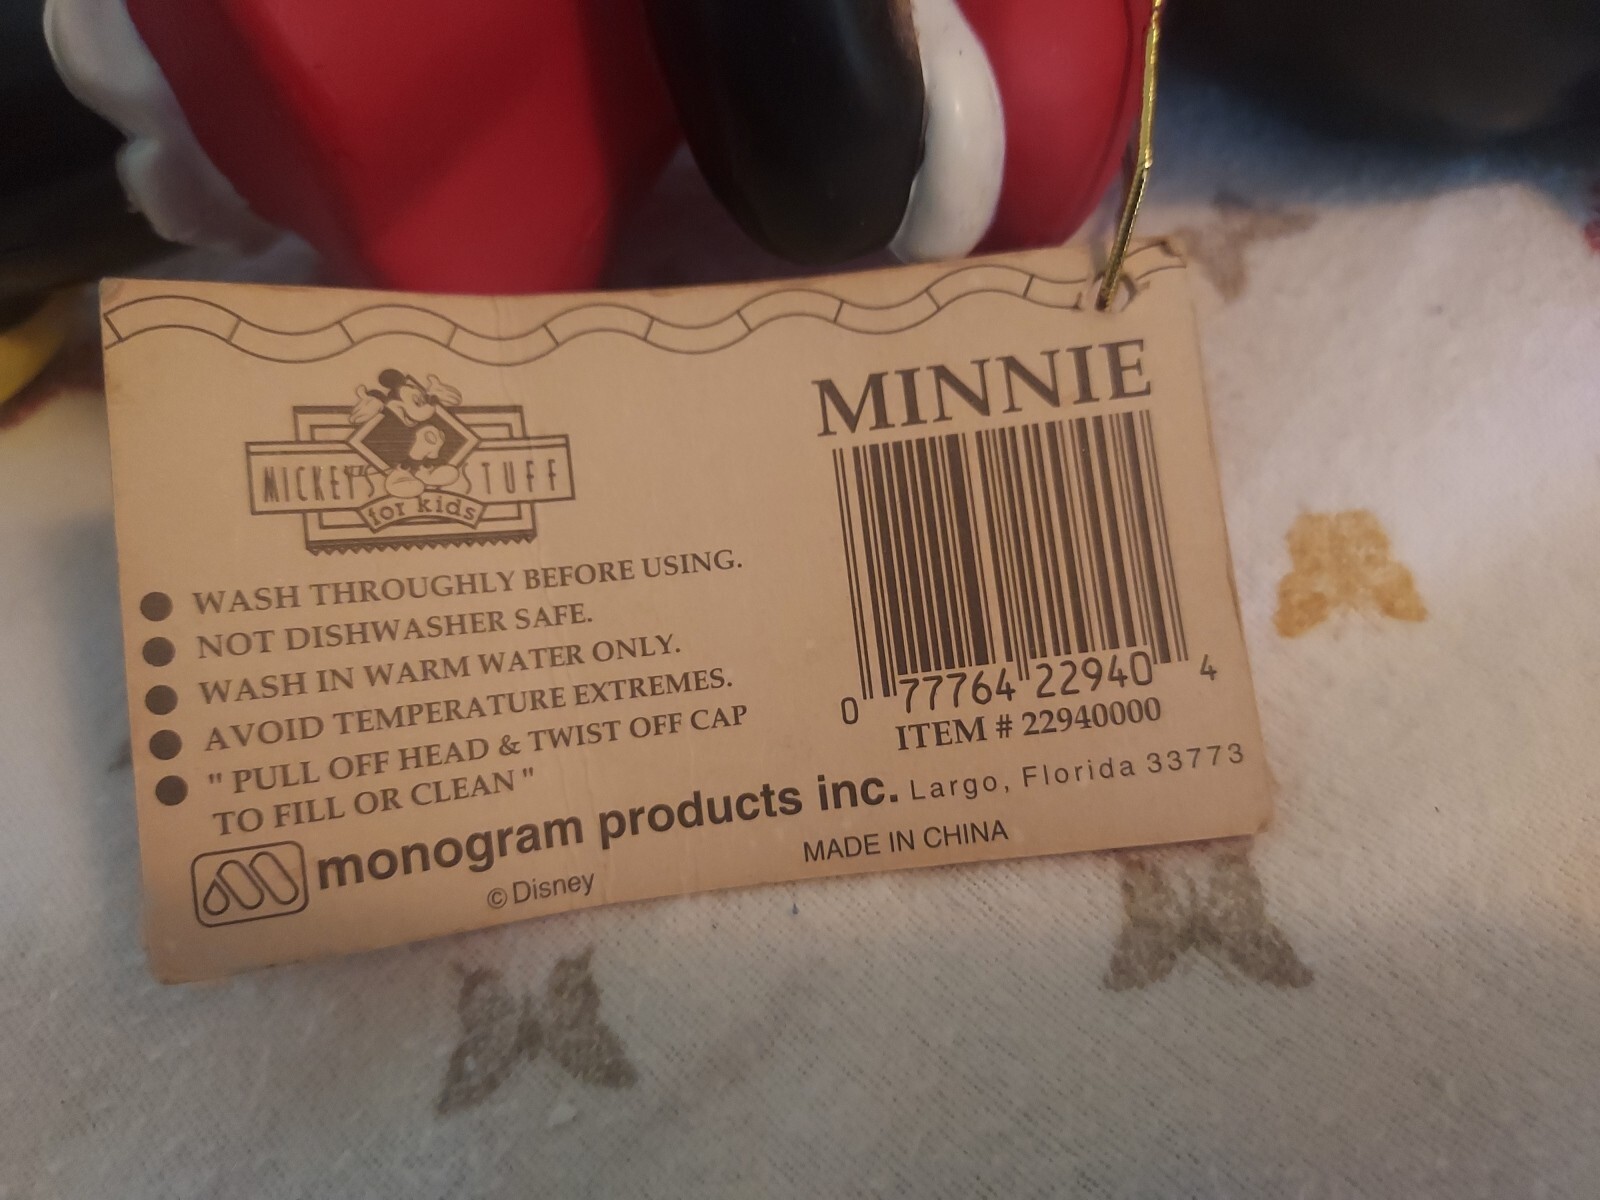 MICKEY'S STUFF
for kids
● WASH THROUGHLY BEFORE USING.
● NOT DISHWASHER SAFE.
● WASH IN WARM WATER ONLY.
● AVOID TEMPERATURE EXTREMES.
● " PULL OFF HEAD & TWIST OFF CAP
TO FILL OR CLEAN "
MINNIE
0 77764 22940 4
ITEM # 22940000
monogram products inc. Largo, Florida 33773
© Disney
MADE IN CHINA